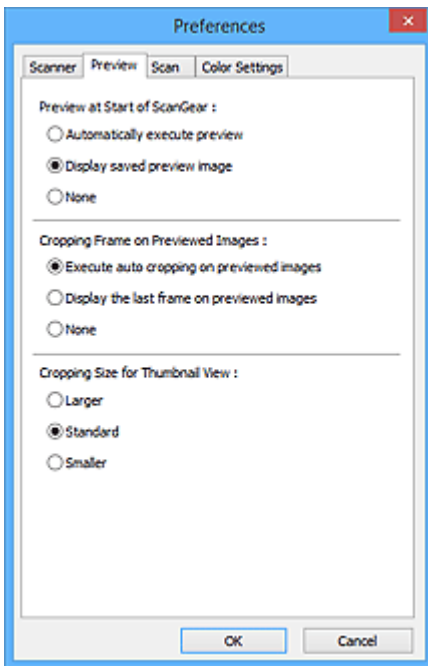 Preferences
Scanner Preview Scan Color Settings
Preview at Start of ScanGear :
Automatically execute preview
Display saved preview image
None
Cropping Frame on Previewed Images :
Execute auto cropping on previewed images
Display the last frame on previewed images
None
Cropping Size for Thumbnail View :
Larger
Standard
Smaller
OK Cancel